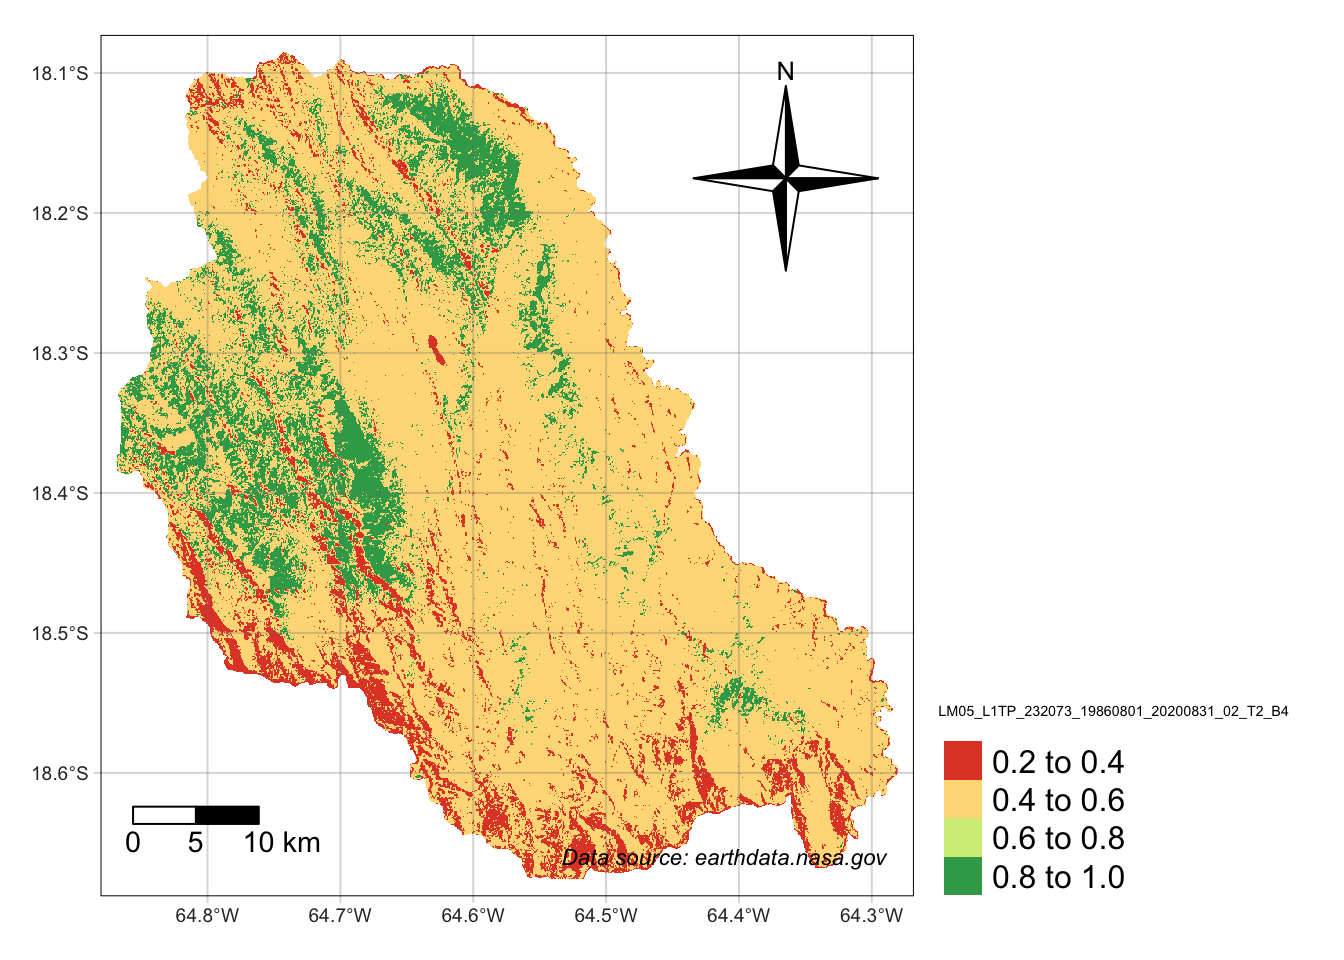 N
18.1°S
18.2°S
18.3°S
18.4°S
18.5°S
18.6°S
0 5 10 km
Data source: earthdata.nasa.gov
64.8°W 64.7°W 64.6°W 64.5°W 64.4°W 64.3°W
LM05_L1TP_232073_19860801_20200831_02_T2_B4
0.2 to 0.4
0.4 to 0.6
0.6 to 0.8
0.8 to 1.0